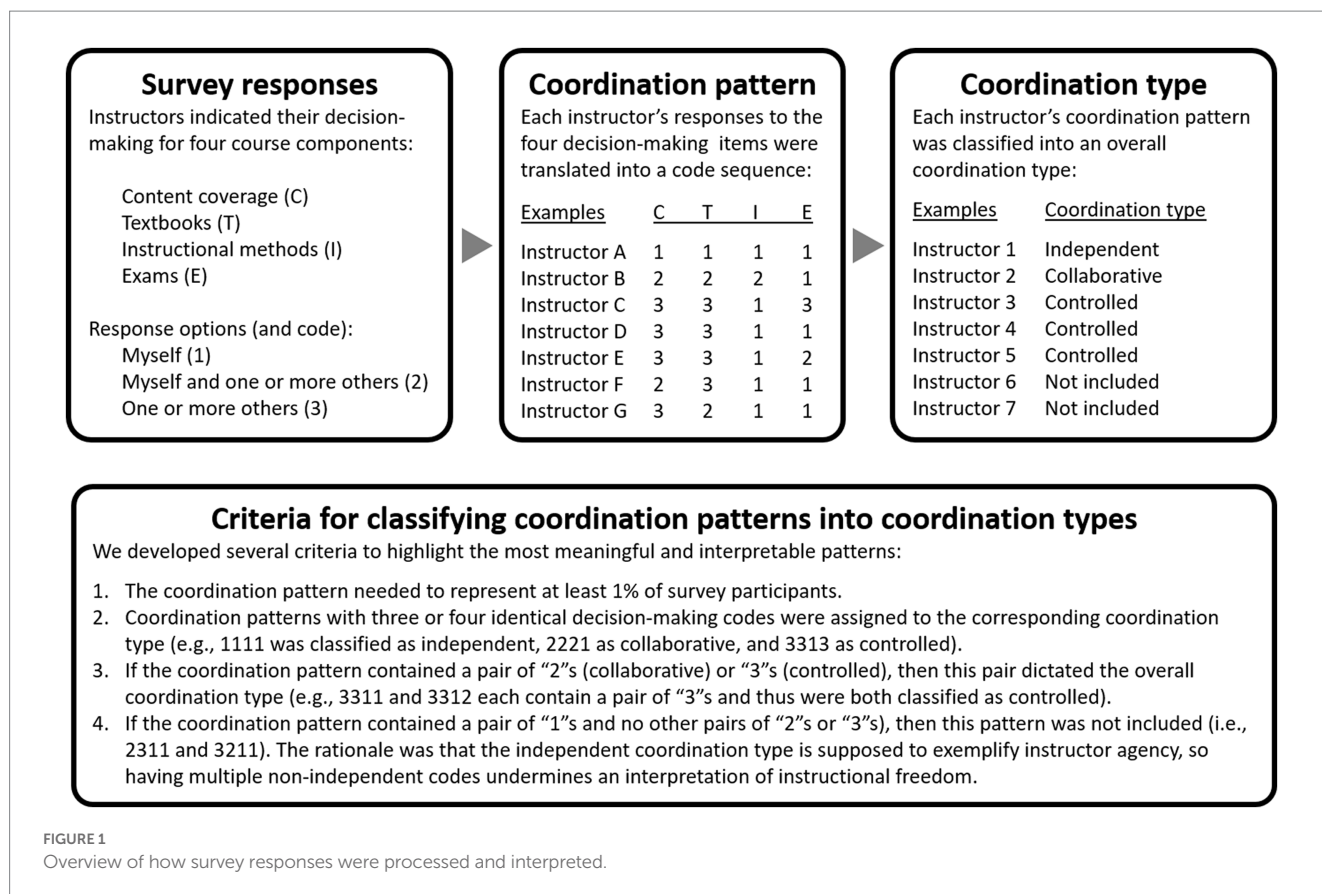 Survey responses
Instructors indicated their decision-
making for four course components:
Content coverage (C)
Textbooks (T)
Instructional methods (I)
Exams (E)
Response options (and code):
Myself (1)
Myself and one or more others (2)
One or more others (3)
Coordination pattern
Each instructor's responses to the
four decision-making items were
translated into a code sequence:
Examples C T I E
Instructor A 1 1 1 1
Instructor B 2 2 2 1
Instructor C 3 3 1 3
Instructor D 3 3 1 1
Instructor E 3 3 1 2
Instructor F 2 3 1 1
Instructor G 3 2 1 1
Coordination type
Each instructor's coordination pattern
was classified into an overall
coordination type:
Examples Coordination type
Instructor 1 Independent
Instructor 2 Collaborative
Instructor 3 Controlled
Instructor 4 Controlled
Instructor 5 Controlled
Instructor 6 Not included
Instructor 7 Not included
Criteria for classifying coordination patterns into coordination types
We developed several criteria to highlight the most meaningful and interpretable patterns:
1. The coordination pattern needed to represent at least 1% of survey participants.
2. Coordination patterns with three or four identical decision-making codes were assigned to the corresponding coordination
type (e.g., 1111 was classified as independent, 2221 as collaborative, and 3313 as controlled).
3. If the coordination pattern contained a pair of "2"s (collaborative) or "3"s (controlled), then this pair dictated the overall
coordination type (e.g., 3311 and 3312 each contain a pair of "3"s and thus were both classified as controlled).
4. If the coordination pattern contained a pair of "1"s and no other pairs of "2"s or "3"s), then this pattern was not included (i.e.,
2311 and 3211). The rationale was that the independent coordination type is supposed to exemplify instructor agency, so
having multiple non-independent codes undermines an interpretation of instructional freedom.
FIGURE 1
Overview of how survey responses were processed and interpreted.